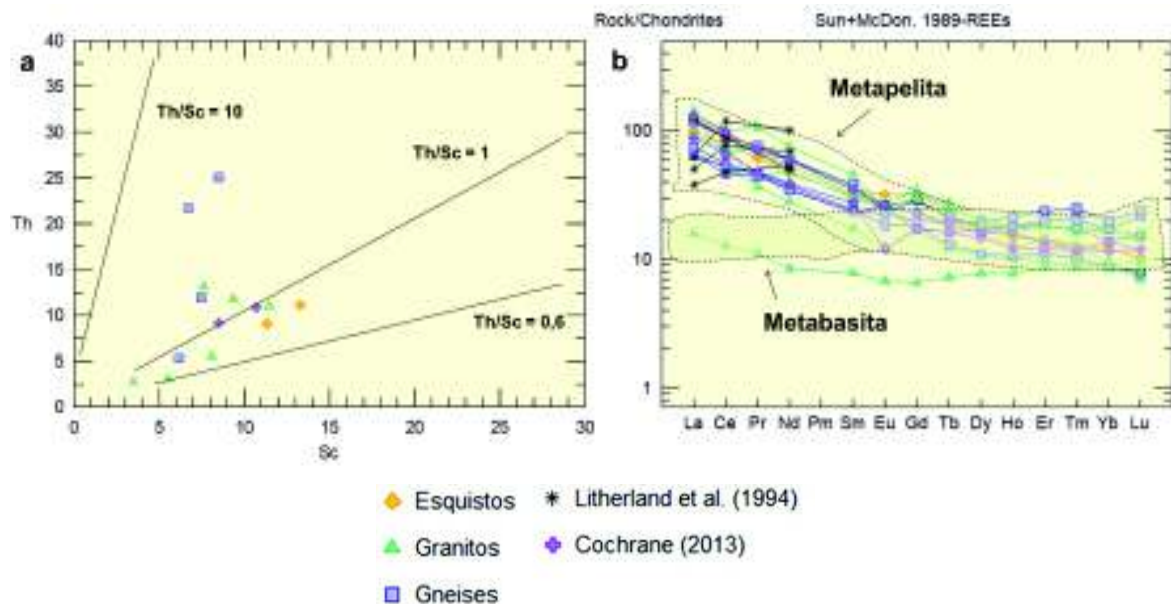 Rock/Chondrites Sun+McDon. 1989-REEs
a
40
35
30
25
20
15
10
5
0
Th
Th/Sc = 10
Th/Sc = 1
Th/Sc = 0,6
0 5 10 15 20 25 30
Sc
b
100
10
1
Metapelita
Metabasita
La Ce Pr Nd Pm Sm Eu Gd Tb Dy Ho Er Tm Yb Lu
Esquistos Litherland et al. (1994)
Granitos Cochrane (2013)
Gneises